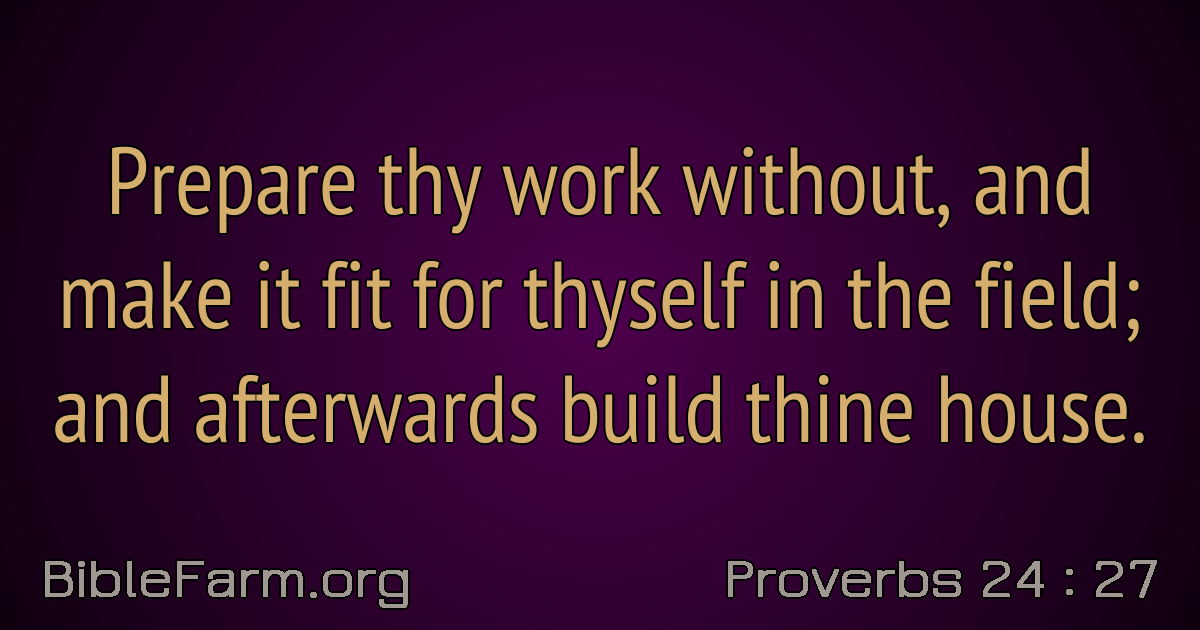 Prepare thy work without, and
make it fit for thyself in the field;
and afterwards build thine house.
BibleFarm.org
Proverbs 24 : 27